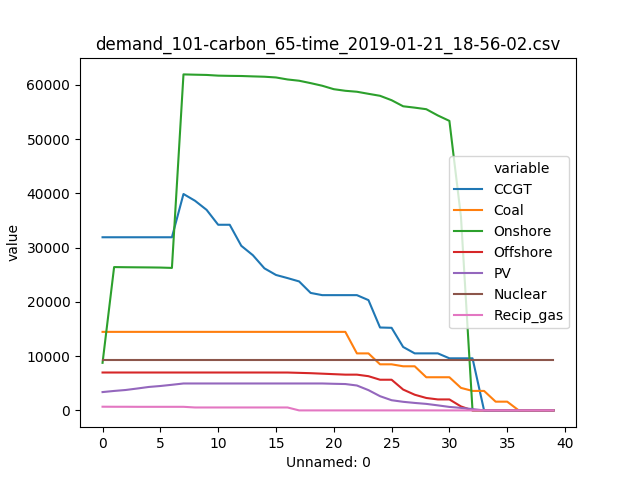 demand_101-carbon_65-time_2019-01-21_18-56-02.csv
60000
50000
40000
30000
20000
10000
0
value
variable
CCGT
Coal
Onshore
Offshore
PV
Nuclear
Recip_gas
0 5 10 15 20 25 30 35 40
Unnamed: 0